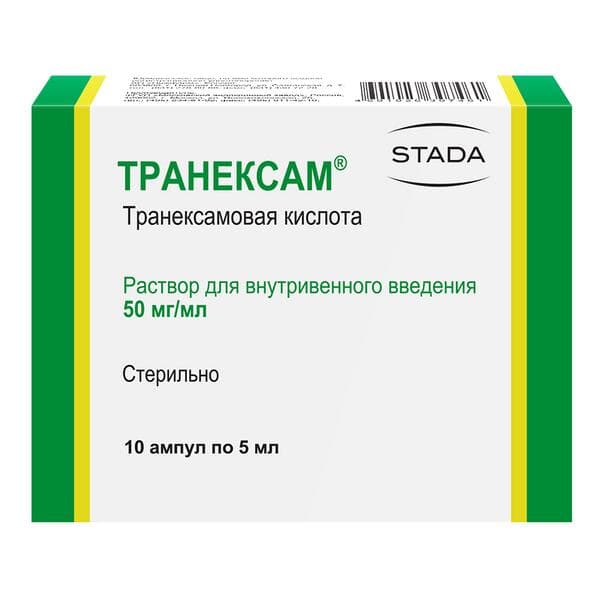 STADA
ТРАНЕКСАМ®
Транексамовая кислота
Раствор для внутривенного введения
50 мг/мл
Стерильно
10 ампул по 5 мл